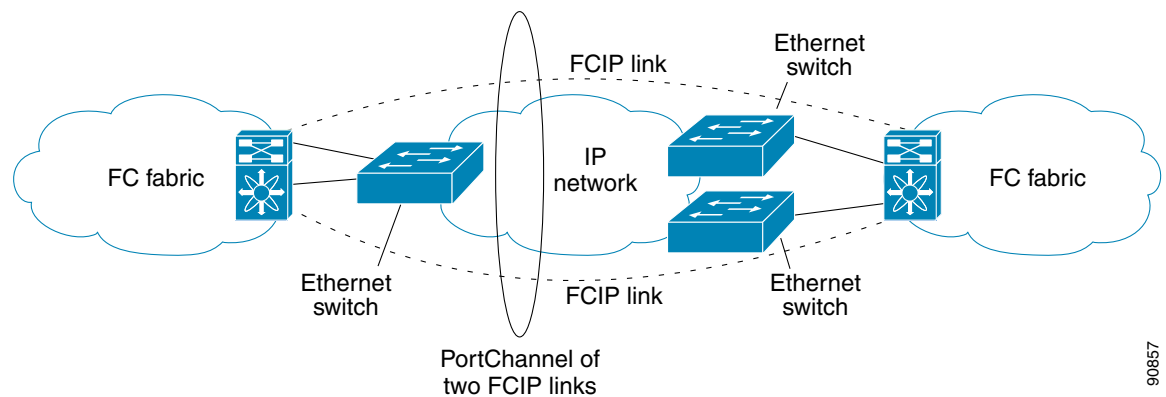 Ethernet
switch
FCIP link
FC fabric
IP
network
FC fabric
Ethernet
switch
FCIP link
Ethernet
switch
PortChannel of
two FCIP links
90857